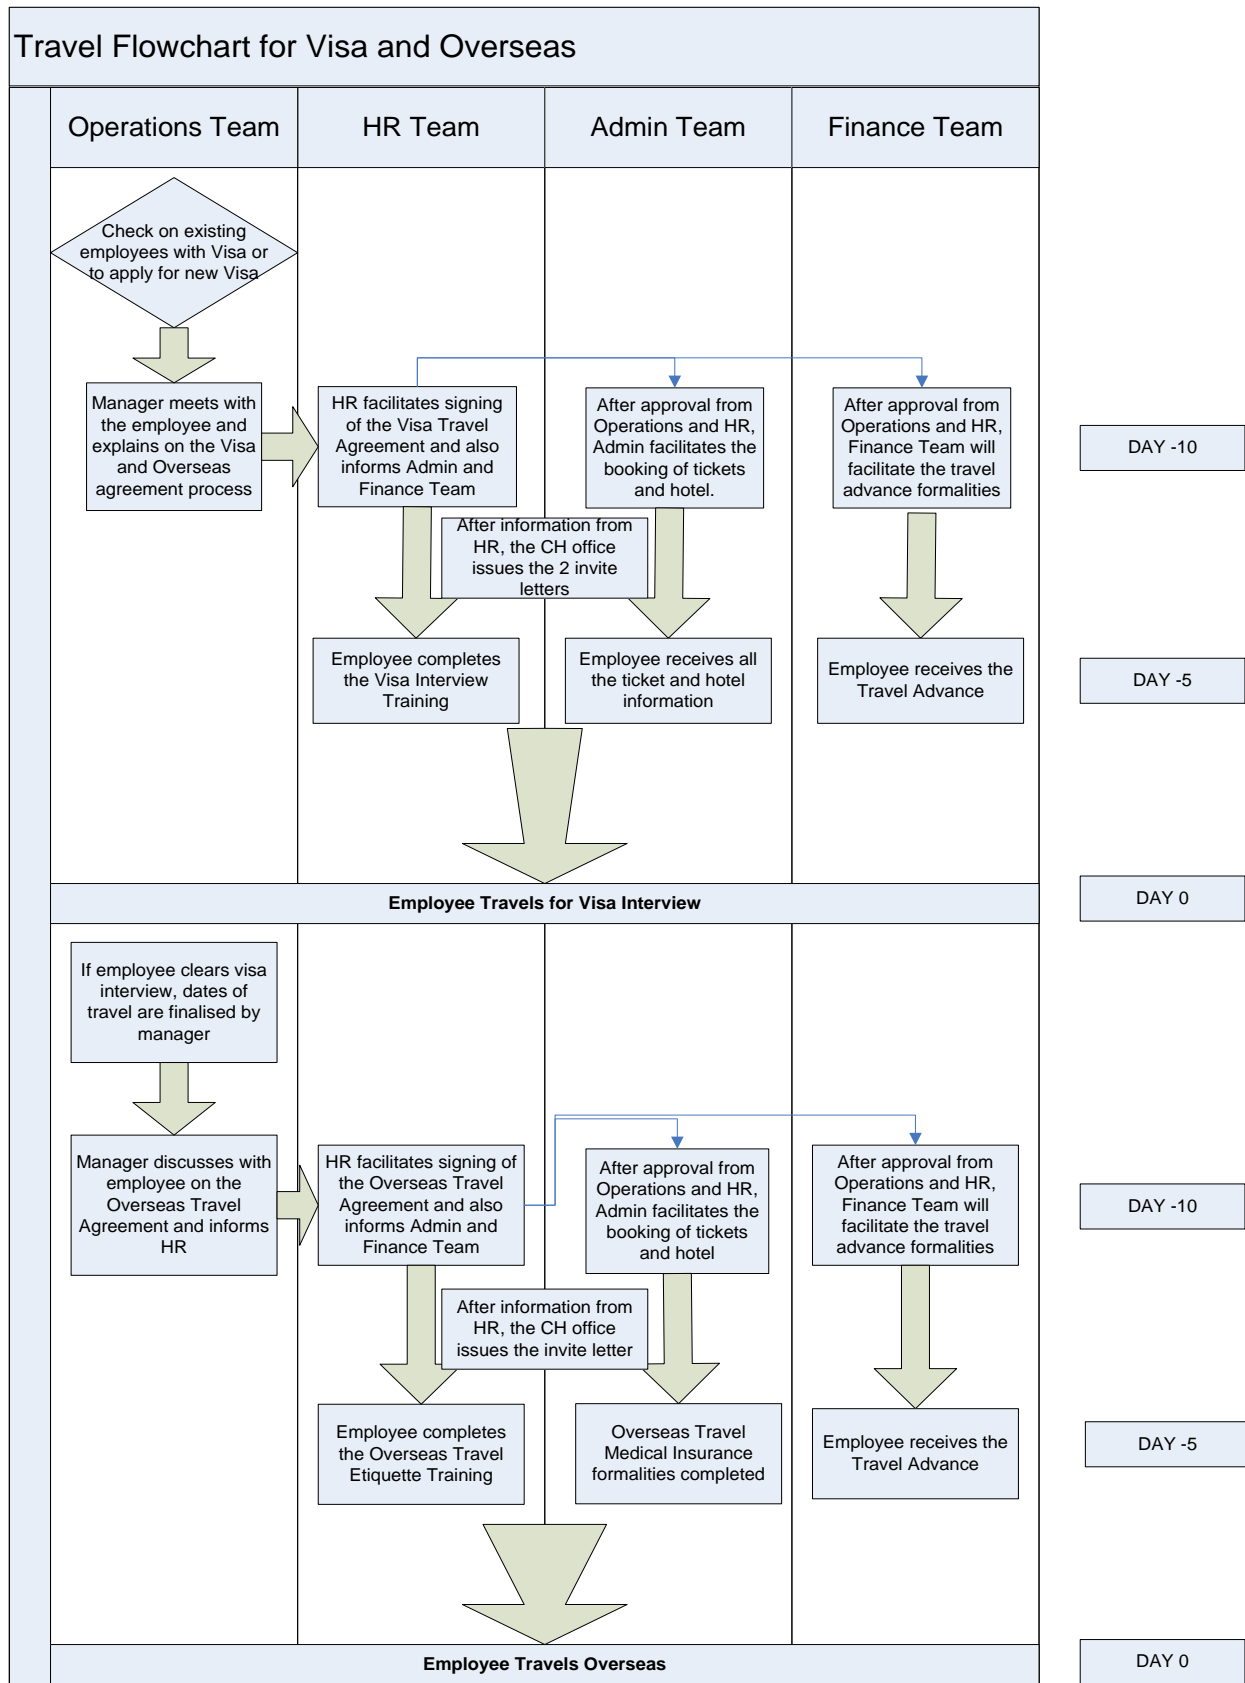 Travel Flowchart for Visa and Overseas
Operations Team
HR Team
Admin Team
Finance Team
Check on existing
employees with Visa or
to apply for new Visa
Manager meets with
the employee and
explains on the Visa
and Overseas
agreement process
HR facilitates signing
of the Visa Travel
Agreement and also
informs Admin and
Finance Team
After approval from
Operations and HR,
Admin facilitates the
booking of tickets
and hotel.
After approval from
Operations and HR,
Finance Team will
facilitate the travel
advance formalities
DAY -10
After information from
HR, the CH office
issues the 2 invite
letters
Employee completes
the Visa Interview
Training
Employee receives all
the ticket and hotel
information
Employee receives the
Travel Advance
DAY -5
Employee Travels for Visa Interview
DAY 0
If employee clears visa
interview, dates of
travel are finalised by
manager
Manager discusses with
employee on the
Overseas Travel
Agreement and informs
HR
HR facilitates signing of
the Overseas Travel
Agreement and also
informs Admin and
Finance Team
After approval from
Operations and HR,
Admin facilitates the
booking of tickets
and hotel
After approval from
Operations and HR,
Finance Team will
facilitate the travel
advance formalities
DAY -10
After information from
HR, the CH office
issues the invite letter
Employee completes
the Overseas Travel
Etiquette Training
Overseas Travel
Medical Insurance
formalities completed
Employee receives the
Travel Advance
DAY -5
Employee Travels Overseas
DAY 0